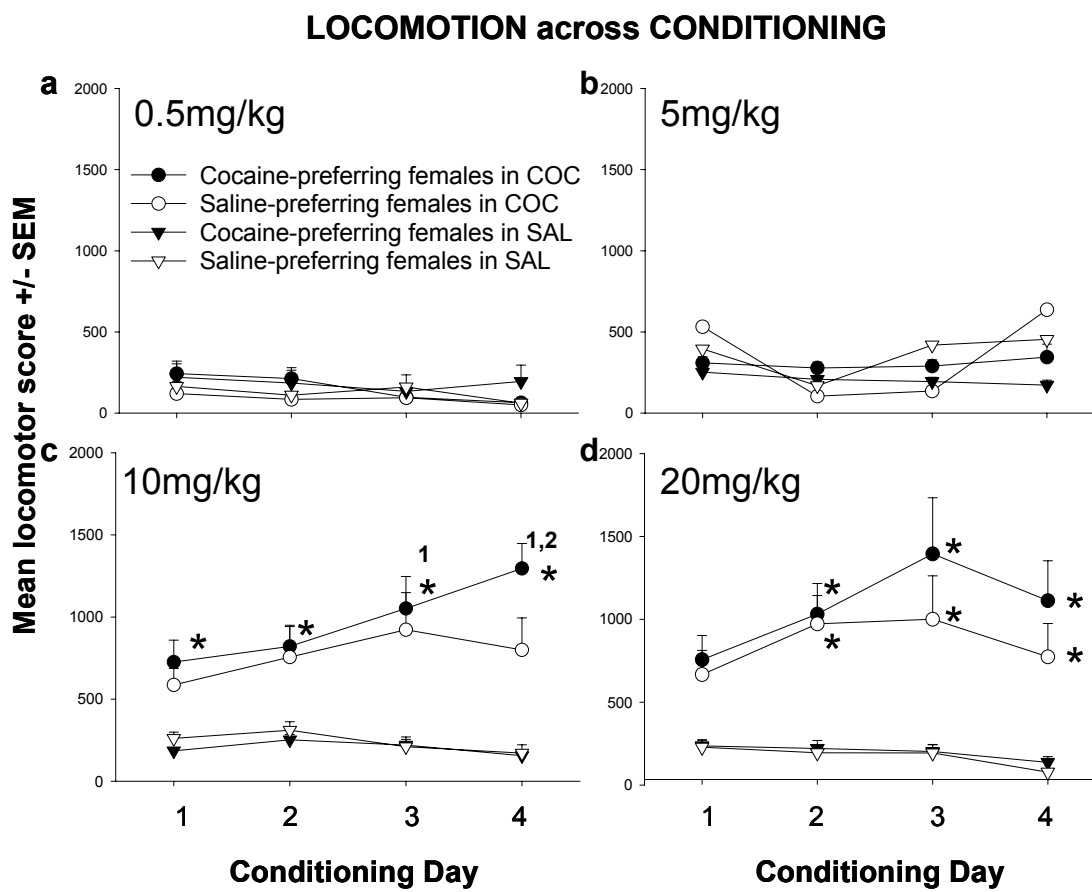 LOCOMOTION across CONDITIONING
Mean locomotor score +/- SEM
a
0.5mg/kg
2000
1500
1000
500
0
Cocaine-preferring females in COC
Saline-preferring females in COC
Cocaine-preferring females in SAL
Saline-preferring females in SAL
b
5mg/kg
2000
1500
1000
500
0
c
10mg/kg
2000
1500
1000
500
0
* * 1 * 1,2 *
1 2 3 4
Conditioning Day
d
20mg/kg
2000
1500
1000
500
0
* * * * * *
1 2 3 4
Conditioning Day